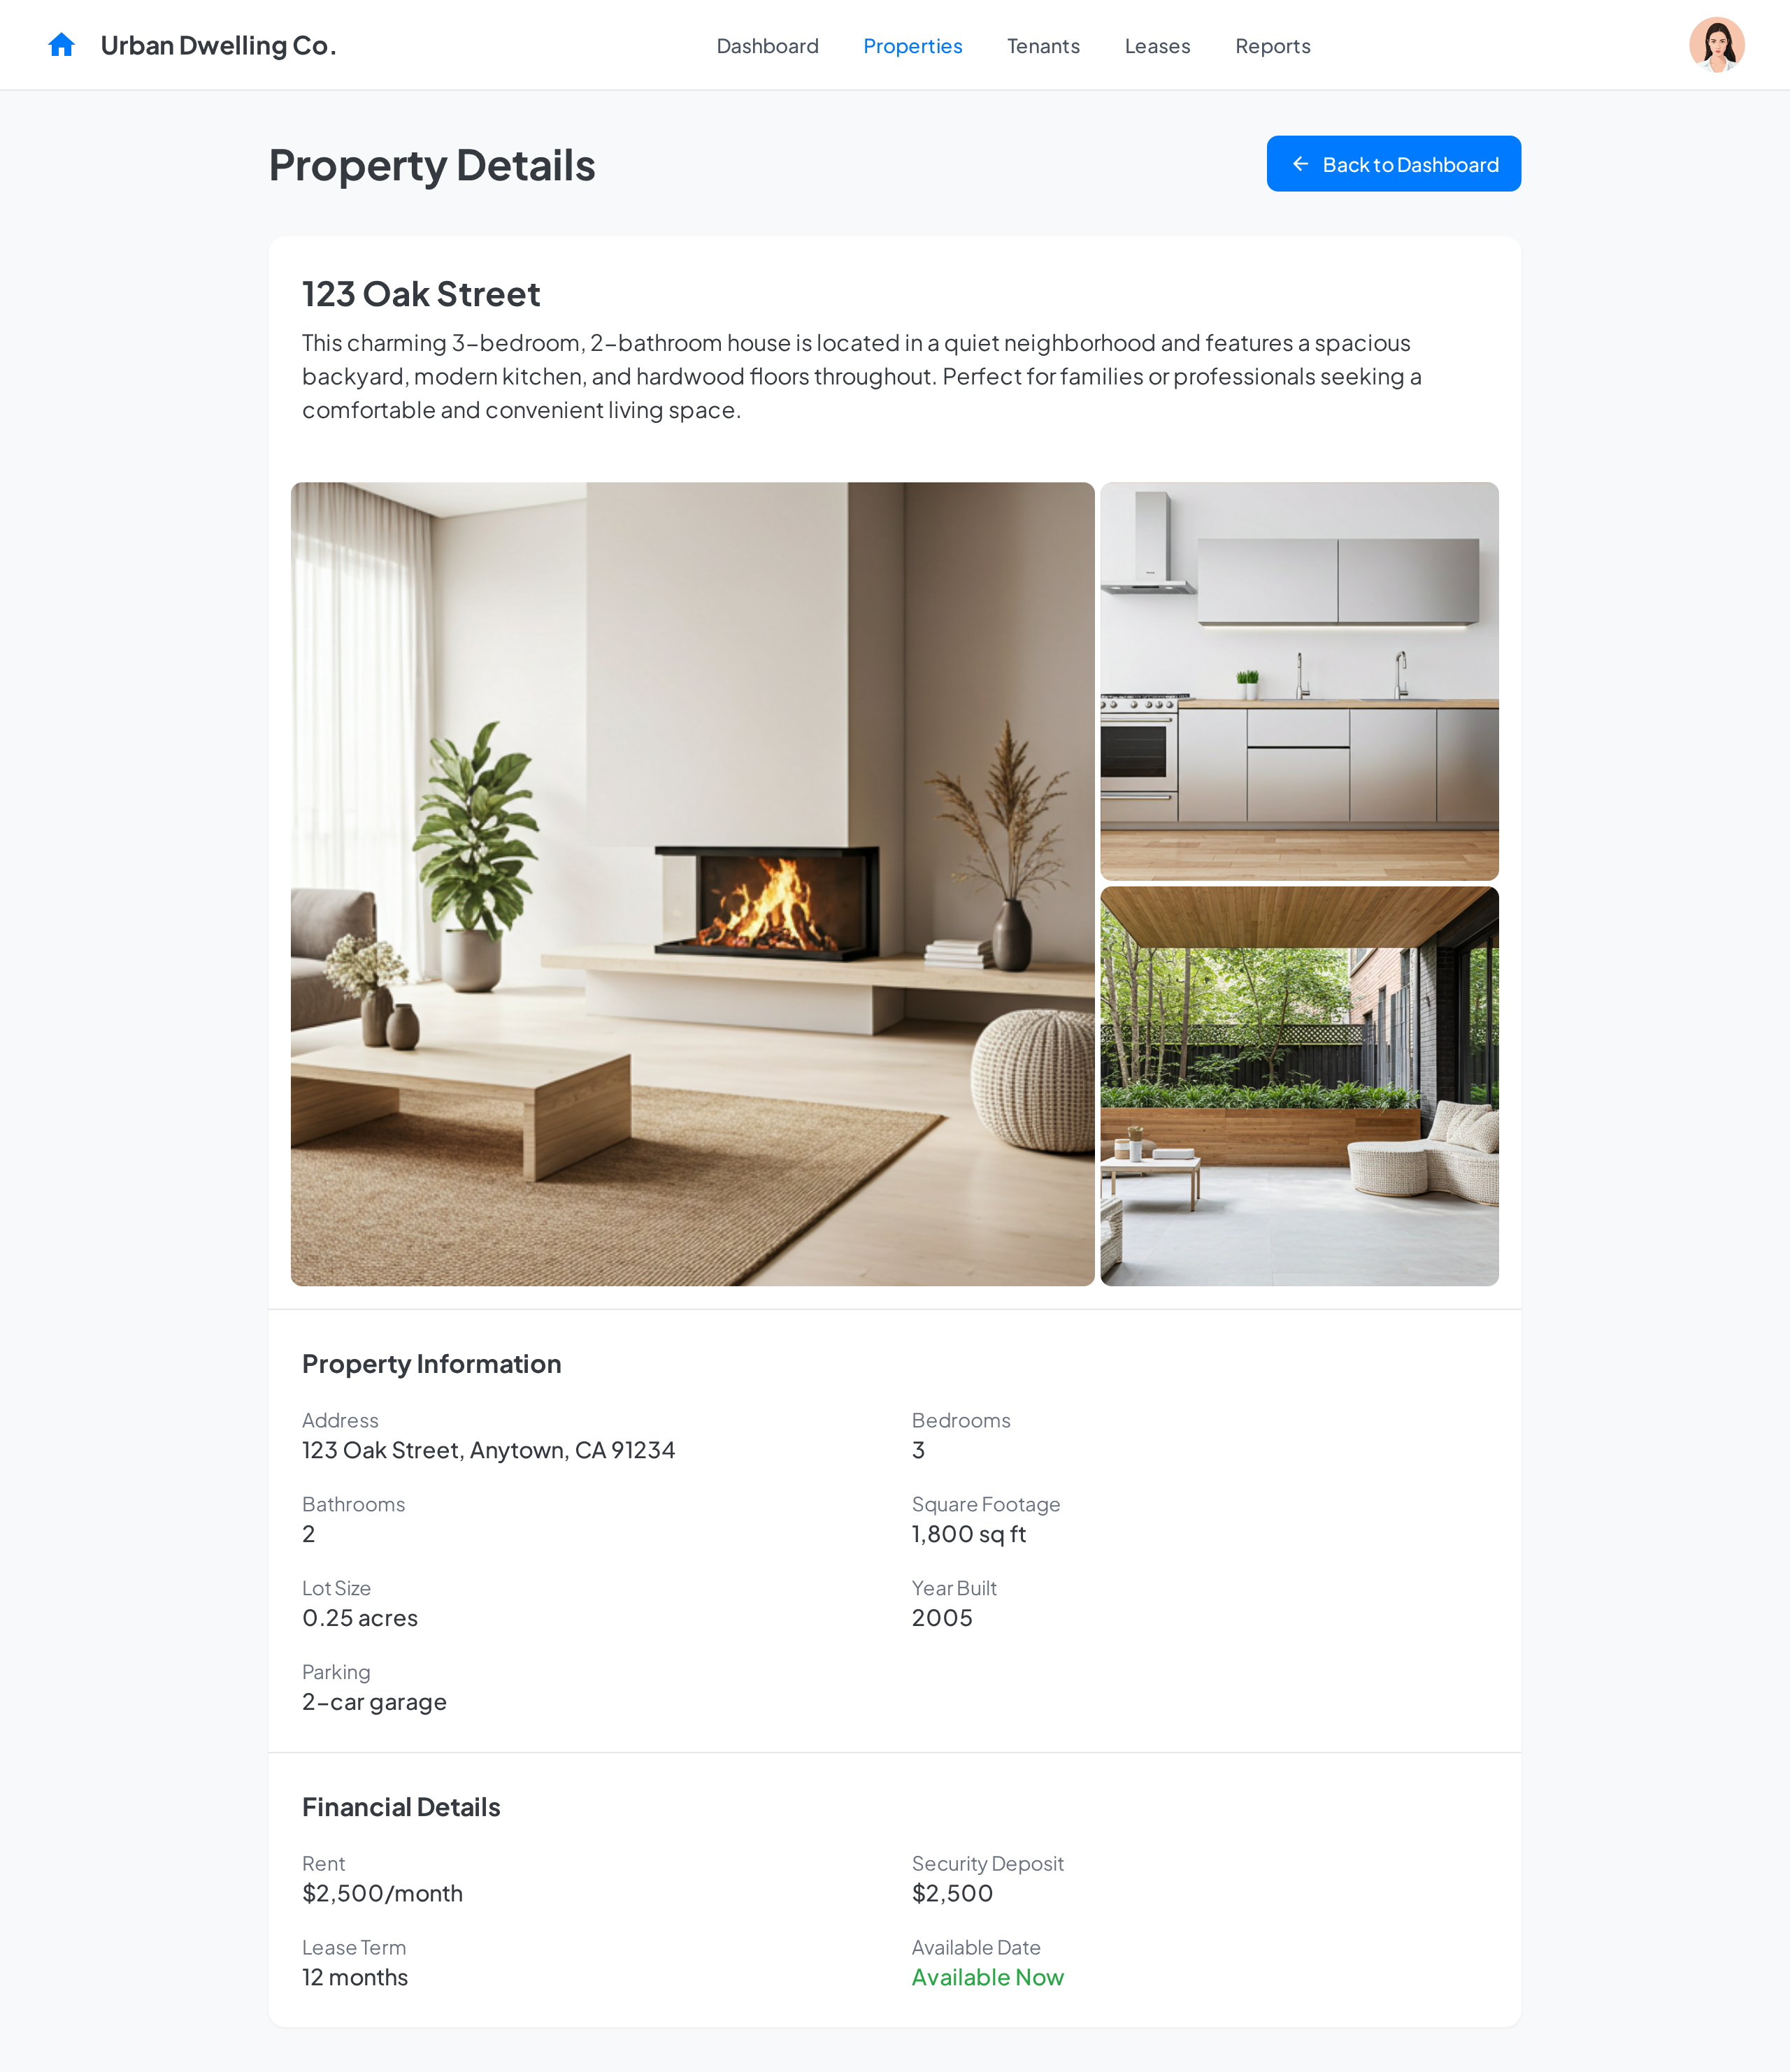 Urban Dwelling Co.
Dashboard
Properties
Tenants
Leases
Reports
Property Details
Back to Dashboard
123 Oak Street
This charming 3-bedroom, 2-bathroom house is located in a quiet neighborhood and features a spacious
backyard, modern kitchen, and hardwood floors throughout. Perfect for families or professionals seeking a
comfortable and convenient living space.
Property Information
Address
123 Oak Street, Anytown, CA 91234
Bedrooms
3
Bathrooms
2
Square Footage
1,800 sq ft
Lot Size
0.25 acres
Year Built
2005
Parking
2-car garage
Financial Details
Rent
$2,500/month
Security Deposit
$2,500
Lease Term
12 months
Available Date
Available Now